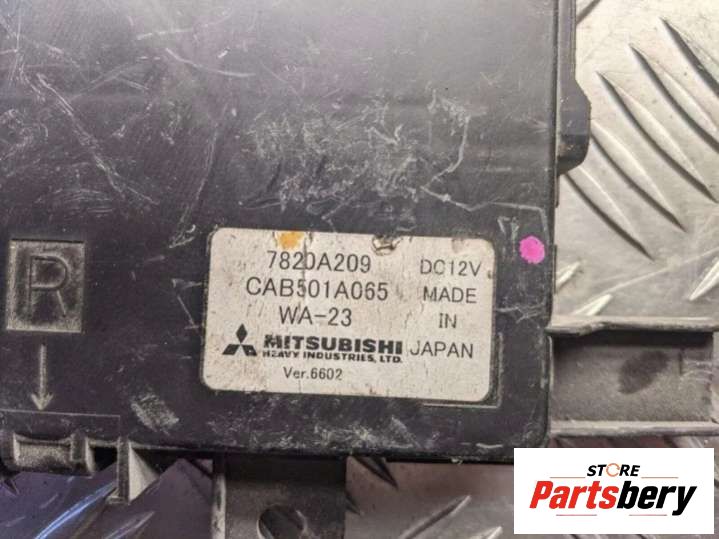 R
7820A209 DC12V
CAB501A065 MADE
WA-23 IN
MITSUBISHI JAPAN
HEAVY INDUSTRIES, LTD.
Ver.6602
STORE
Partsbery